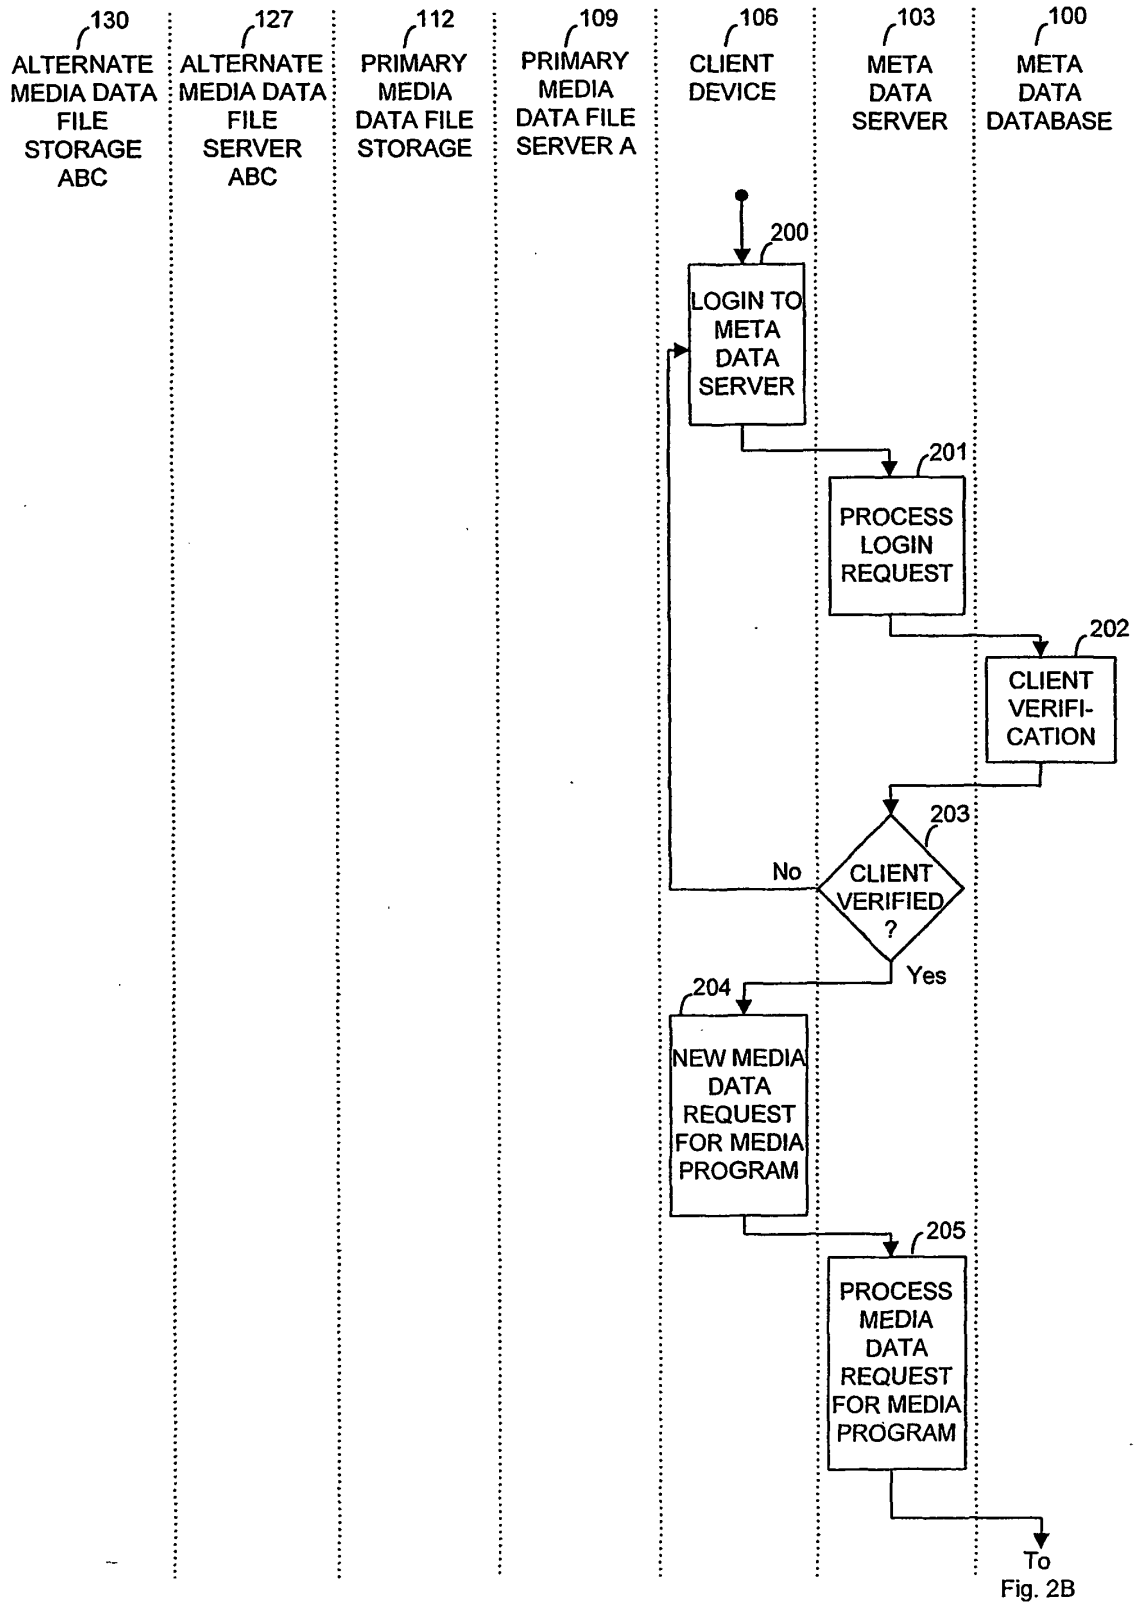 130
ALTERNATE
MEDIA DATA
FILE
STORAGE
ABC
127
ALTERNATE
MEDIA DATA
FILE
SERVER
ABC
112
PRIMARY
MEDIA
DATA FILE
STORAGE
109
PRIMARY
MEDIA
DATA FILE
SERVER A
106
CLIENT
DEVICE
103
META
DATA
SERVER
100
META
DATA
DATABASE
200
LOGIN TO
META
DATA
SERVER
201
PROCESS
LOGIN
REQUEST
202
CLIENT
VERIFI-
CATION
203
CLIENT
VERIFIED
?
No
Yes
204
NEW MEDIA
DATA
REQUEST
FOR MEDIA
PROGRAM
205
PROCESS
MEDIA
DATA
REQUEST
FOR MEDIA
PROGRAM
To
Fig. 2B